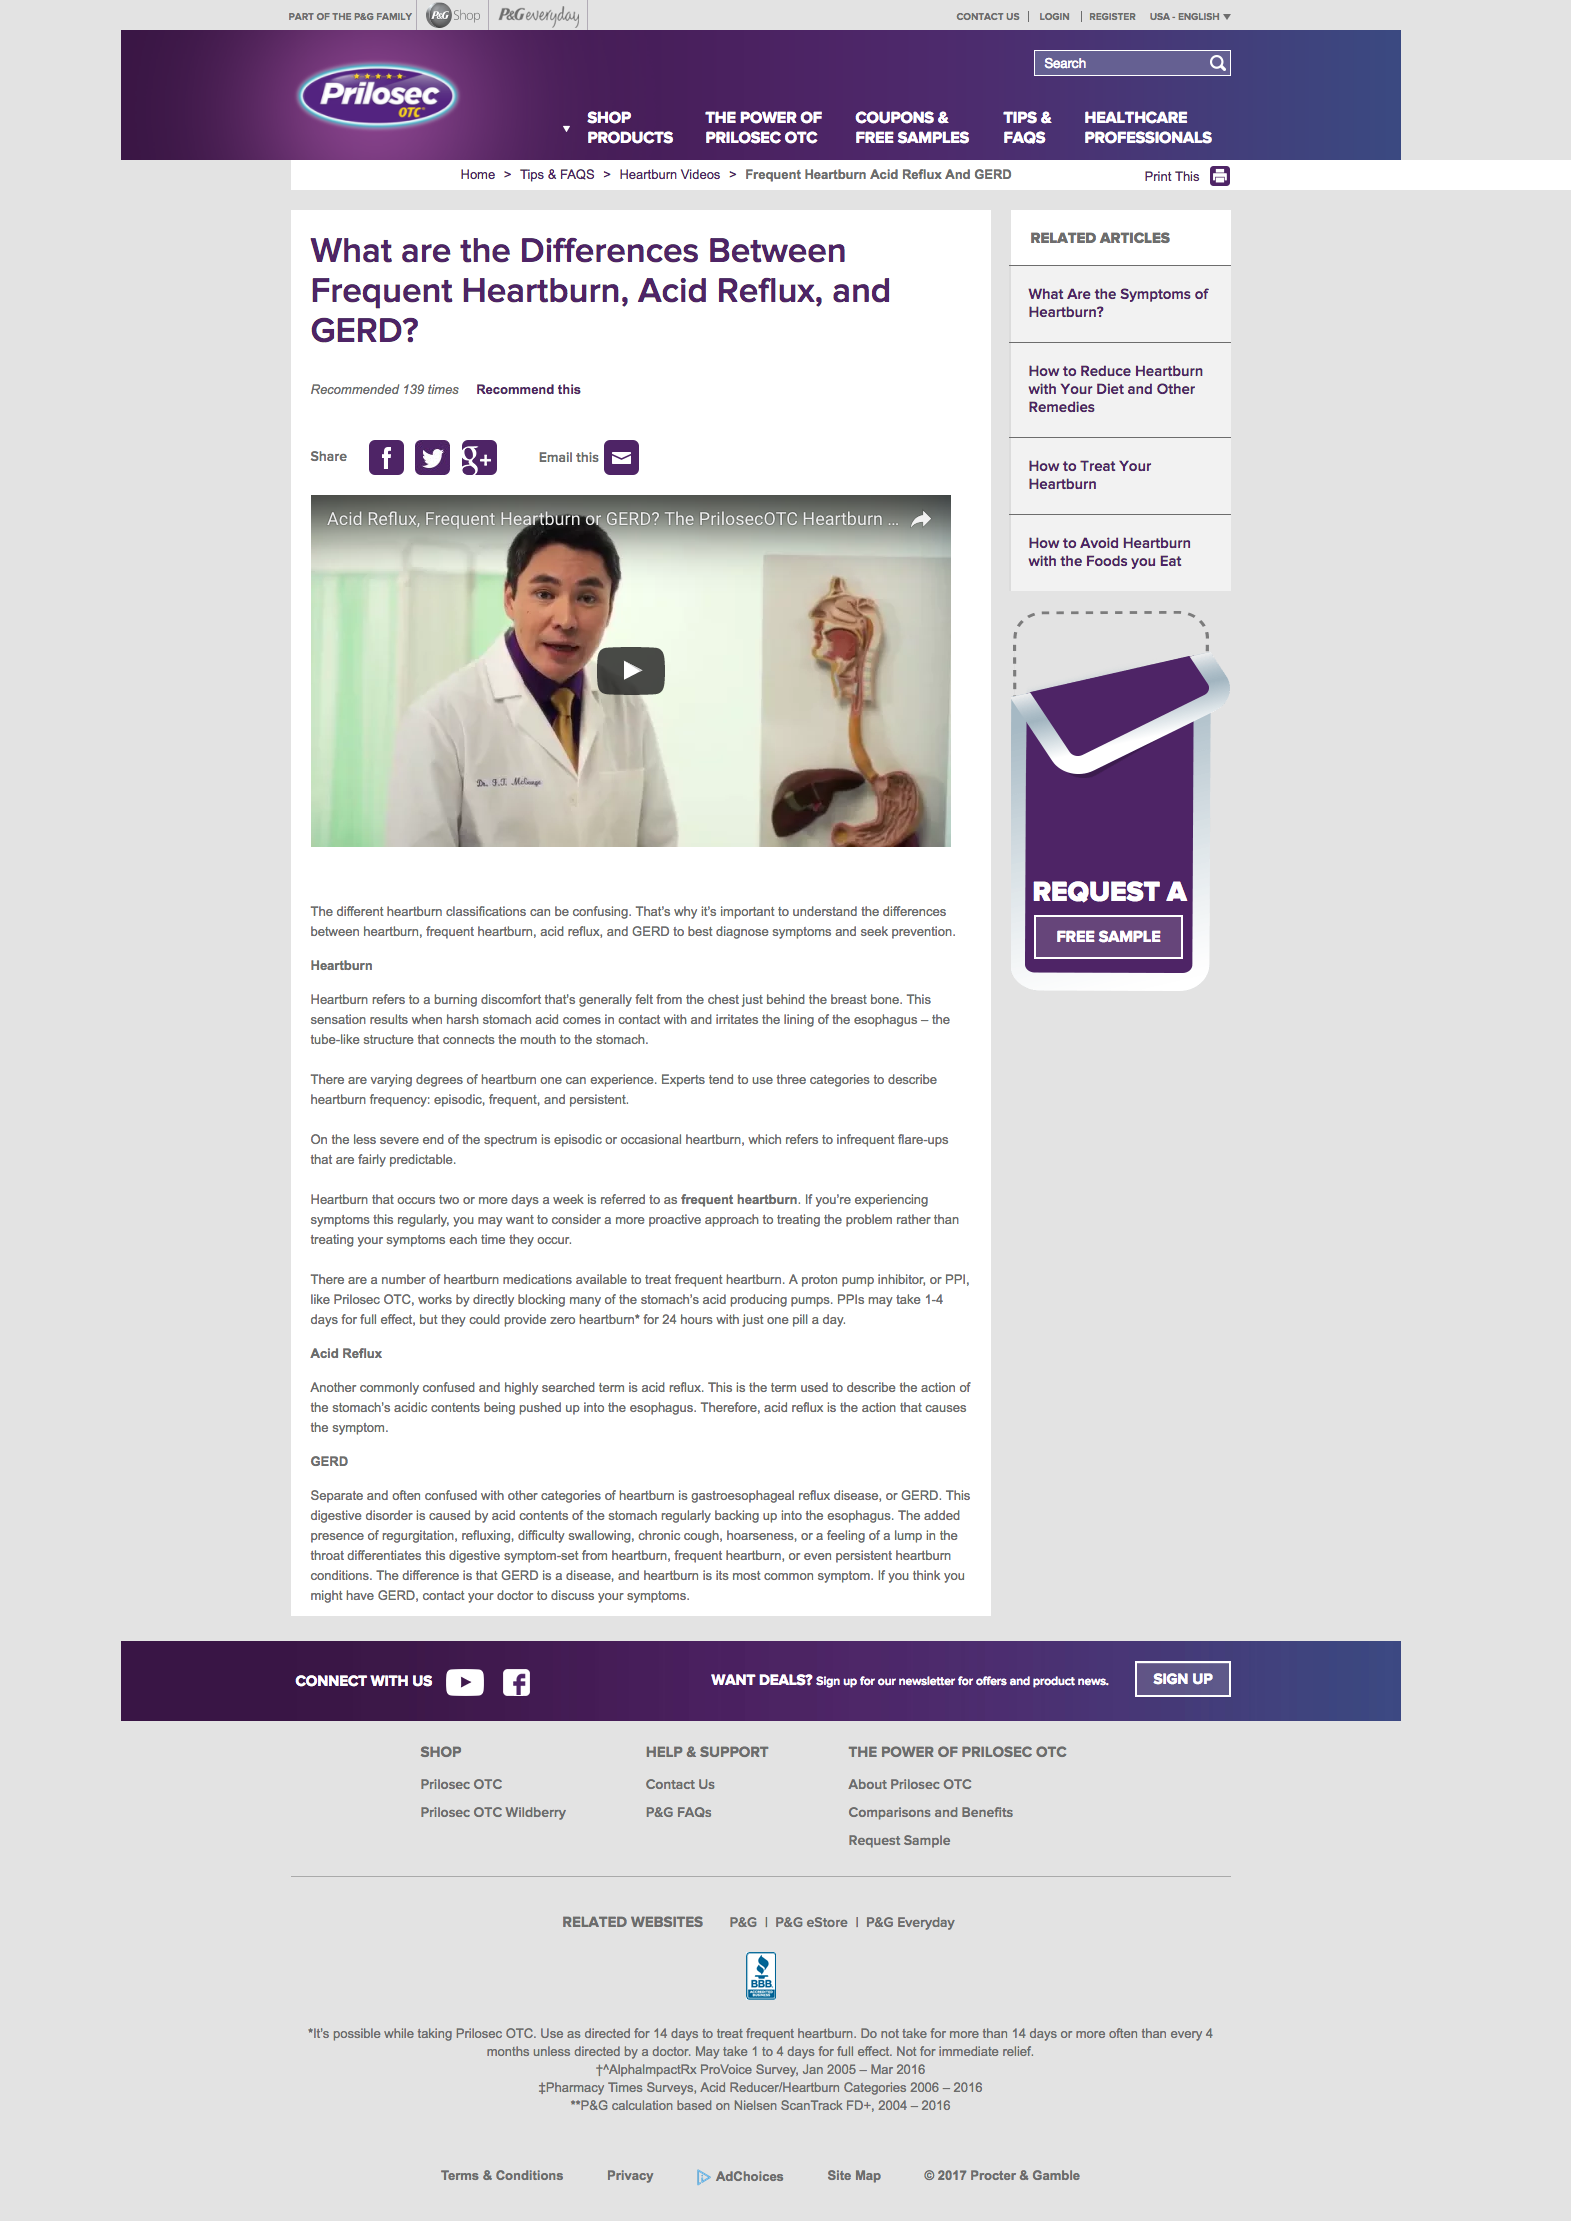 PART OF THE P&G FAMILY
P&G Shop
P&G everyday
CONTACT US | LOGIN | REGISTER USA - ENGLISH
Prilosec
OTC
Search
SHOP
PRODUCTS
THE POWER OF
PRILOSEC OTC
COUPONS &
FREE SAMPLES
TIPS &
FAQS
HEALTHCARE
PROFESSIONALS
Home > Tips & FAQS > Heartburn Videos > Frequent Heartburn Acid Reflux And GERD
Print This
What are the Differences Between
Frequent Heartburn, Acid Reflux, and
GERD?
Recommended 139 times Recommend this
Share
Email this
Acid Reflux, Frequent Heartburn or GERD? The PrilosecOTC Heartburn ...
The different heartburn classifications can be confusing. That's why it's important to understand the differences
between heartburn, frequent heartburn, acid reflux, and GERD to best diagnose symptoms and seek prevention.
Heartburn
Heartburn refers to a burning discomfort that's generally felt from the chest just behind the breast bone. This
sensation results when harsh stomach acid comes in contact with and irritates the lining of the esophagus – the
tube-like structure that connects the mouth to the stomach.
There are varying degrees of heartburn one can experience. Experts tend to use three categories to describe
heartburn frequency: episodic, frequent, and persistent.
On the less severe end of the spectrum is episodic or occasional heartburn, which refers to infrequent flare-ups
that are fairly predictable.
Heartburn that occurs two or more days a week is referred to as frequent heartburn. If you're experiencing
symptoms this regularly, you may want to consider a more proactive approach to treating the problem rather than
treating your symptoms each time they occur.
There are a number of heartburn medications available to treat frequent heartburn. A proton pump inhibitor, or PPI,
like Prilosec OTC, works by directly blocking many of the stomach's acid producing pumps. PPIs may take 1-4
days for full effect, but they could provide zero heartburn* for 24 hours with just one pill a day.
Acid Reflux
Another commonly confused and highly searched term is acid reflux. This is the term used to describe the action of
the stomach's acidic contents being pushed up into the esophagus. Therefore, acid reflux is the action that causes
the symptom.
GERD
Separate and often confused with other categories of heartburn is gastroesophageal reflux disease, or GERD. This
digestive disorder is caused by acid contents of the stomach regularly backing up into the esophagus. The added
presence of regurgitation, refluxing, difficulty swallowing, chronic cough, hoarseness, or a feeling of a lump in the
throat differentiates this digestive symptom-set from heartburn, frequent heartburn, or even persistent heartburn
conditions. The difference is that GERD is a disease, and heartburn is its most common symptom. If you think you
might have GERD, contact your doctor to discuss your symptoms.
RELATED ARTICLES
What Are the Symptoms of
Heartburn?
How to Reduce Heartburn
with Your Diet and Other
Remedies
How to Treat Your
Heartburn
How to Avoid Heartburn
with the Foods you Eat
REQUEST A
FREE SAMPLE
CONNECT WITH US
WANT DEALS? Sign up for our newsletter for offers and product news.
SIGN UP
SHOP
Prilosec OTC
Prilosec OTC Wildberry
HELP & SUPPORT
Contact Us
P&G FAQs
THE POWER OF PRILOSEC OTC
About Prilosec OTC
Comparisons and Benefits
Request Sample
RELATED WEBSITES P&G | P&G eStore | P&G Everyday
BBB
ACCREDITED
BUSINESS
*It's possible while taking Prilosec OTC. Use as directed for 14 days to treat frequent heartburn. Do not take for more than 14 days or more often than every 4
months unless directed by a doctor. May take 1 to 4 days for full effect. Not for immediate relief.
†^AlphaImpactRx ProVoice Survey, Jan 2005 – Mar 2016
‡Pharmacy Times Surveys, Acid Reducer/Heartburn Categories 2006 – 2016
**P&G calculation based on Nielsen ScanTrack FD+, 2004 – 2016
Terms & Conditions Privacy AdChoices Site Map © 2017 Procter & Gamble